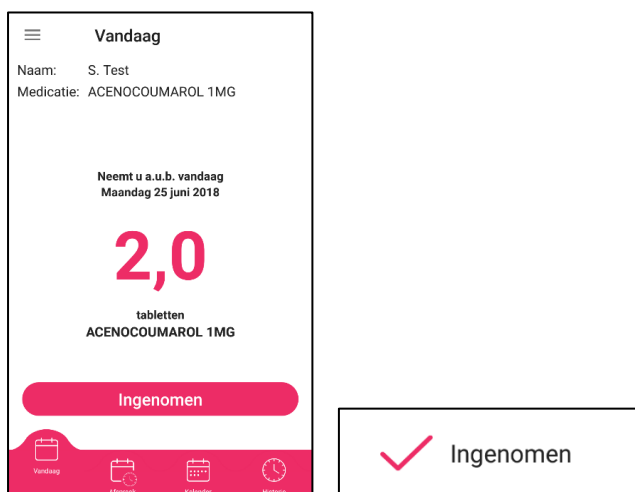 Vandaag
Naam: S. Test
Medicatie: ACENOCOUMAROL 1MG
Neemt u a.u.b. vandaag
Maandag 25 juni 2018
2,0
tabletten
ACENOCOUMAROL 1MG
Ingenomen
Vandaag
Ingenomen